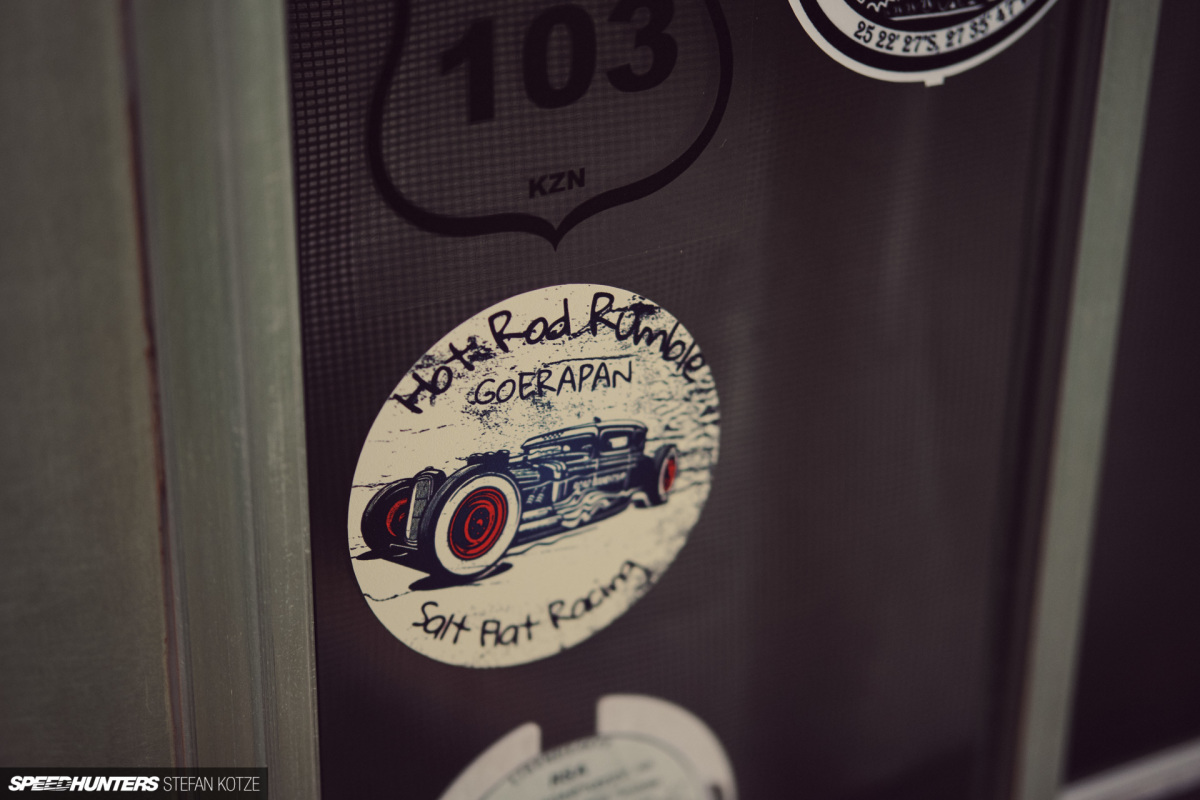 103
KZN
Hot Rod Rumble
GOERAPAN
Salt Flat Racing
SPEEDHUNTERS STEFAN KOTZE